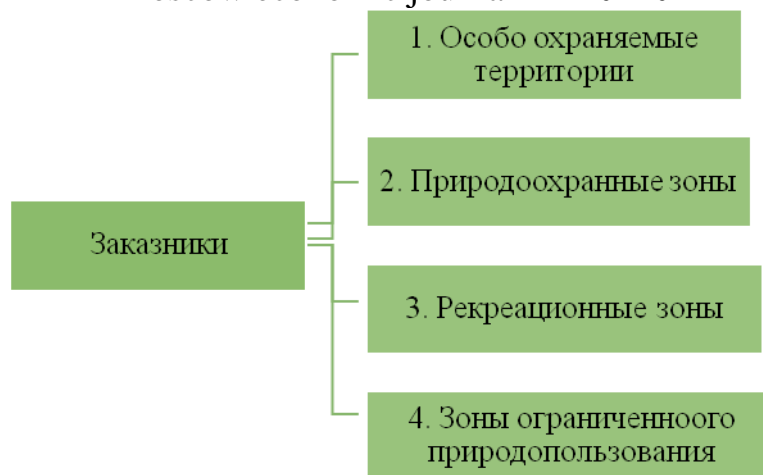 1. Особо охраняемые
территории
2. Природоохранные зоны
Заказники
3. Рекреационные зоны
4. Зоны ограниченноого
природопользования